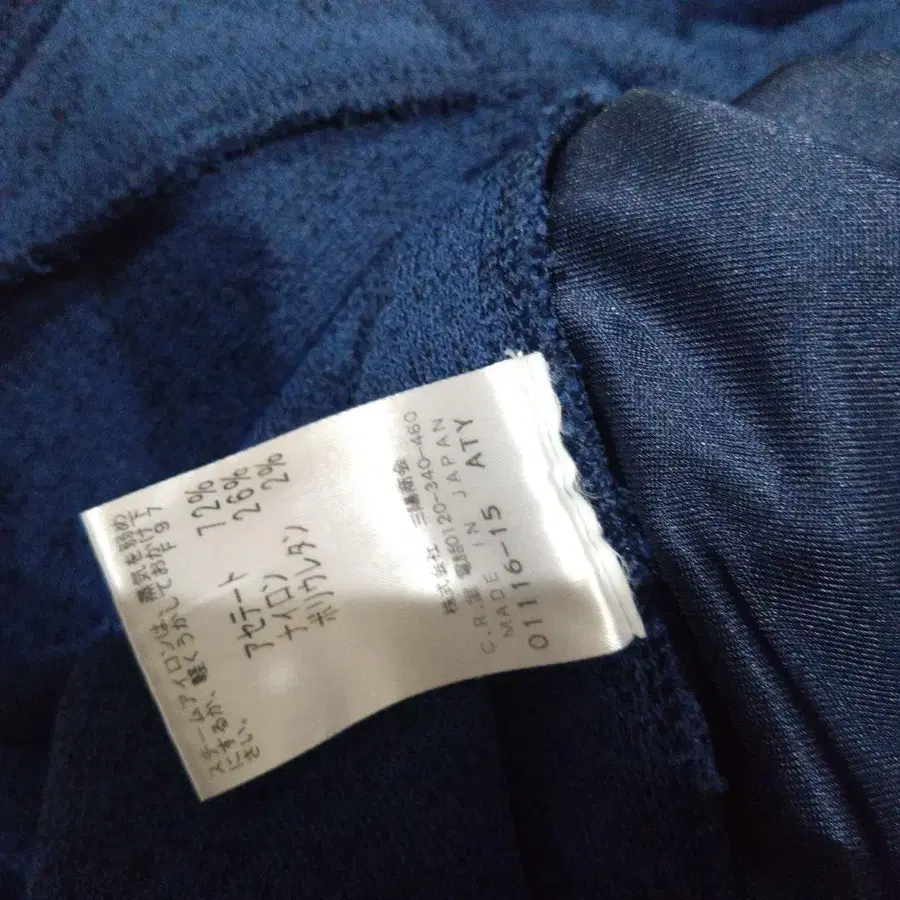 スチームアイロンは、蒸気を弱め
にするか、軽くうかしておかけ下
さい。
アセテート 72%
ナイロン 26%
ポリウレタン 2%
株式会社 三陽商会
C.R.室 電話0120-340-460
MADE IN JAPAN
01116-15 ATY